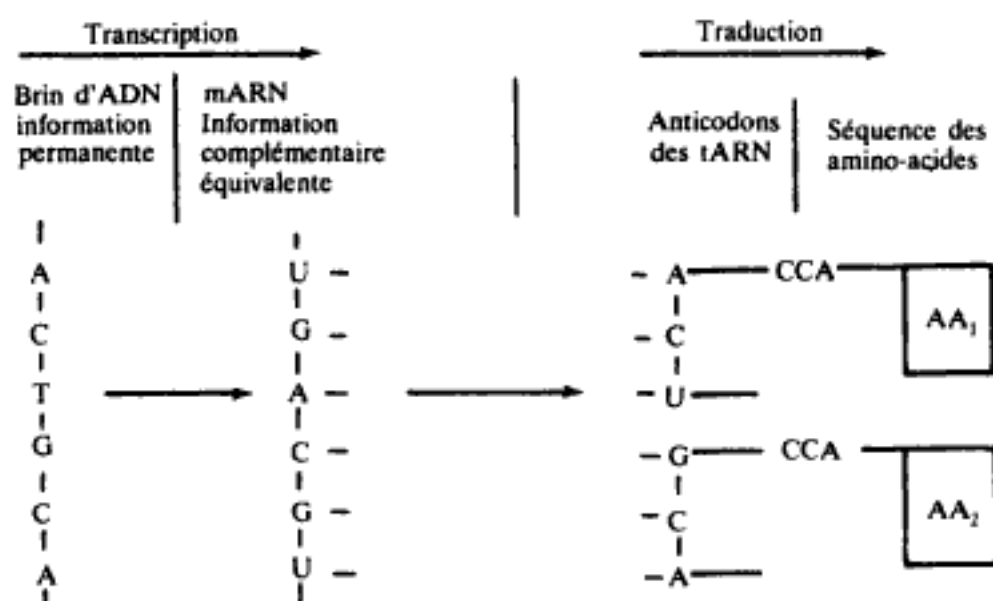 Transcription
Traduction
Brin d'ADN
information
permanente
mARN
Information
complémentaire
équivalente
Anticodons
des tARN
Séquence des
amino-acides
A
C
T
G
C
A
U
G
A
C
G
U
A
C
U
G
C
A
CCA
AA₁
CCA
AA₂